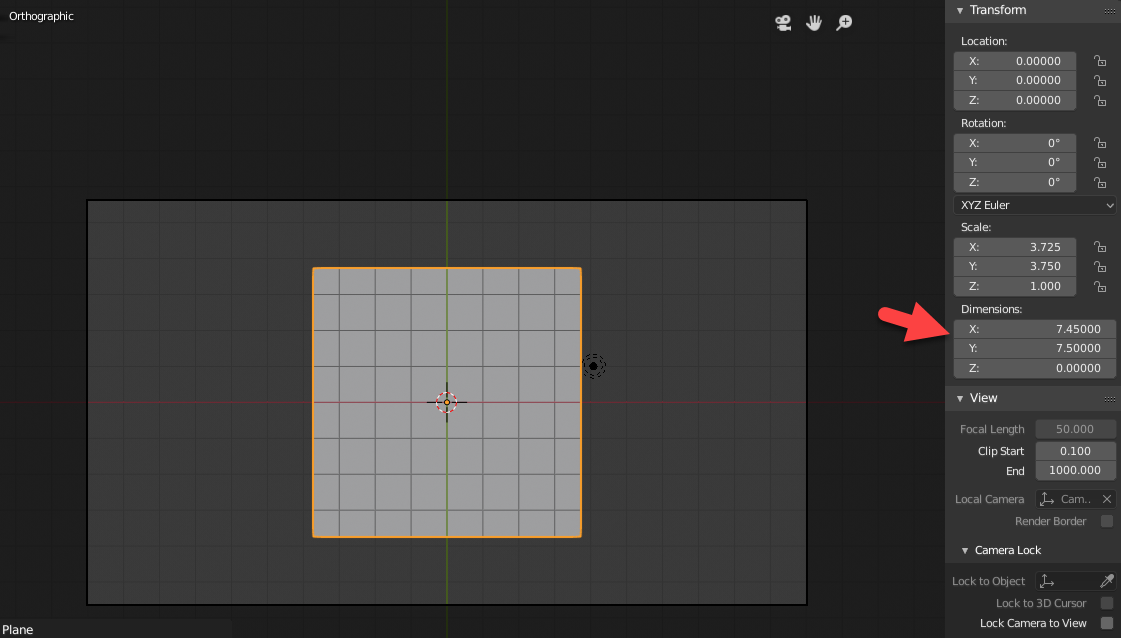 Orthographic
Plane
Transform
Location:
X: 0.00000
Y: 0.00000
Z: 0.00000
Rotation:
X: 0°
Y: 0°
Z: 0°
XYZ Euler
Scale:
X: 3.725
Y: 3.750
Z: 1.000
Dimensions:
X: 7.45000
Y: 7.50000
Z: 0.00000
View
Focal Length 50.000
Clip Start 0.100
End 1000.000
Local Camera Cam..
Render Border
Camera Lock
Lock to Object
Lock to 3D Cursor
Lock Camera to View